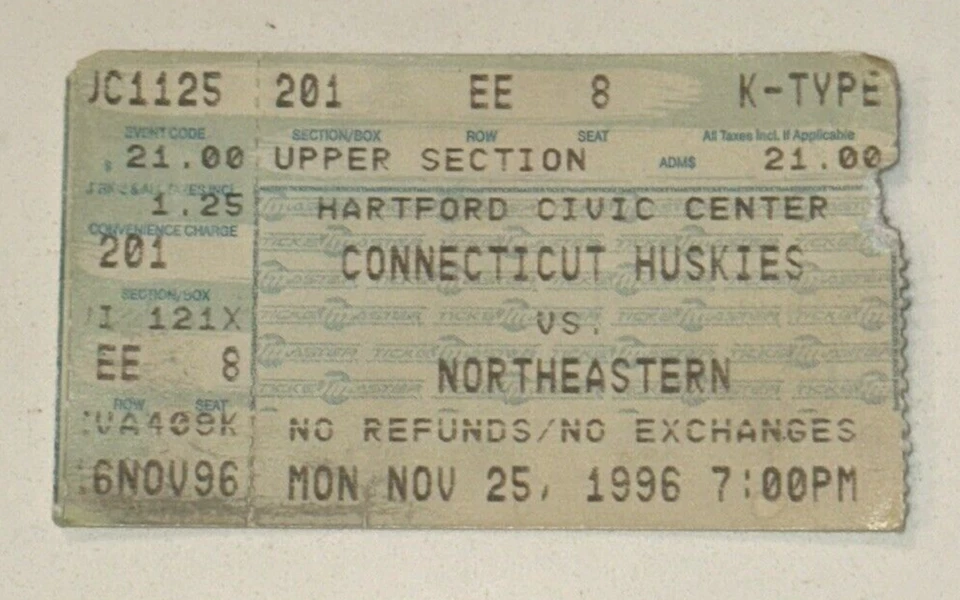 JC1125 201 EE 8 K-TYPE
EVENT CODE SECTION/BOX ROW SEAT All Taxes Incl. If Applicable
$ 21.00 UPPER SECTION ADMS 21.00
1.25 HARTFORD CIVIC CENTER
CONVENIENCE CHARGE
201 CONNECTICUT HUSKIES
SECTION/BOX
121X VS.
EE 8 NORTHEASTERN
ROW SEAT
VA409K NO REFUNDS/NO EXCHANGES
6NOV96 MON NOV 25, 1996 7:00PM